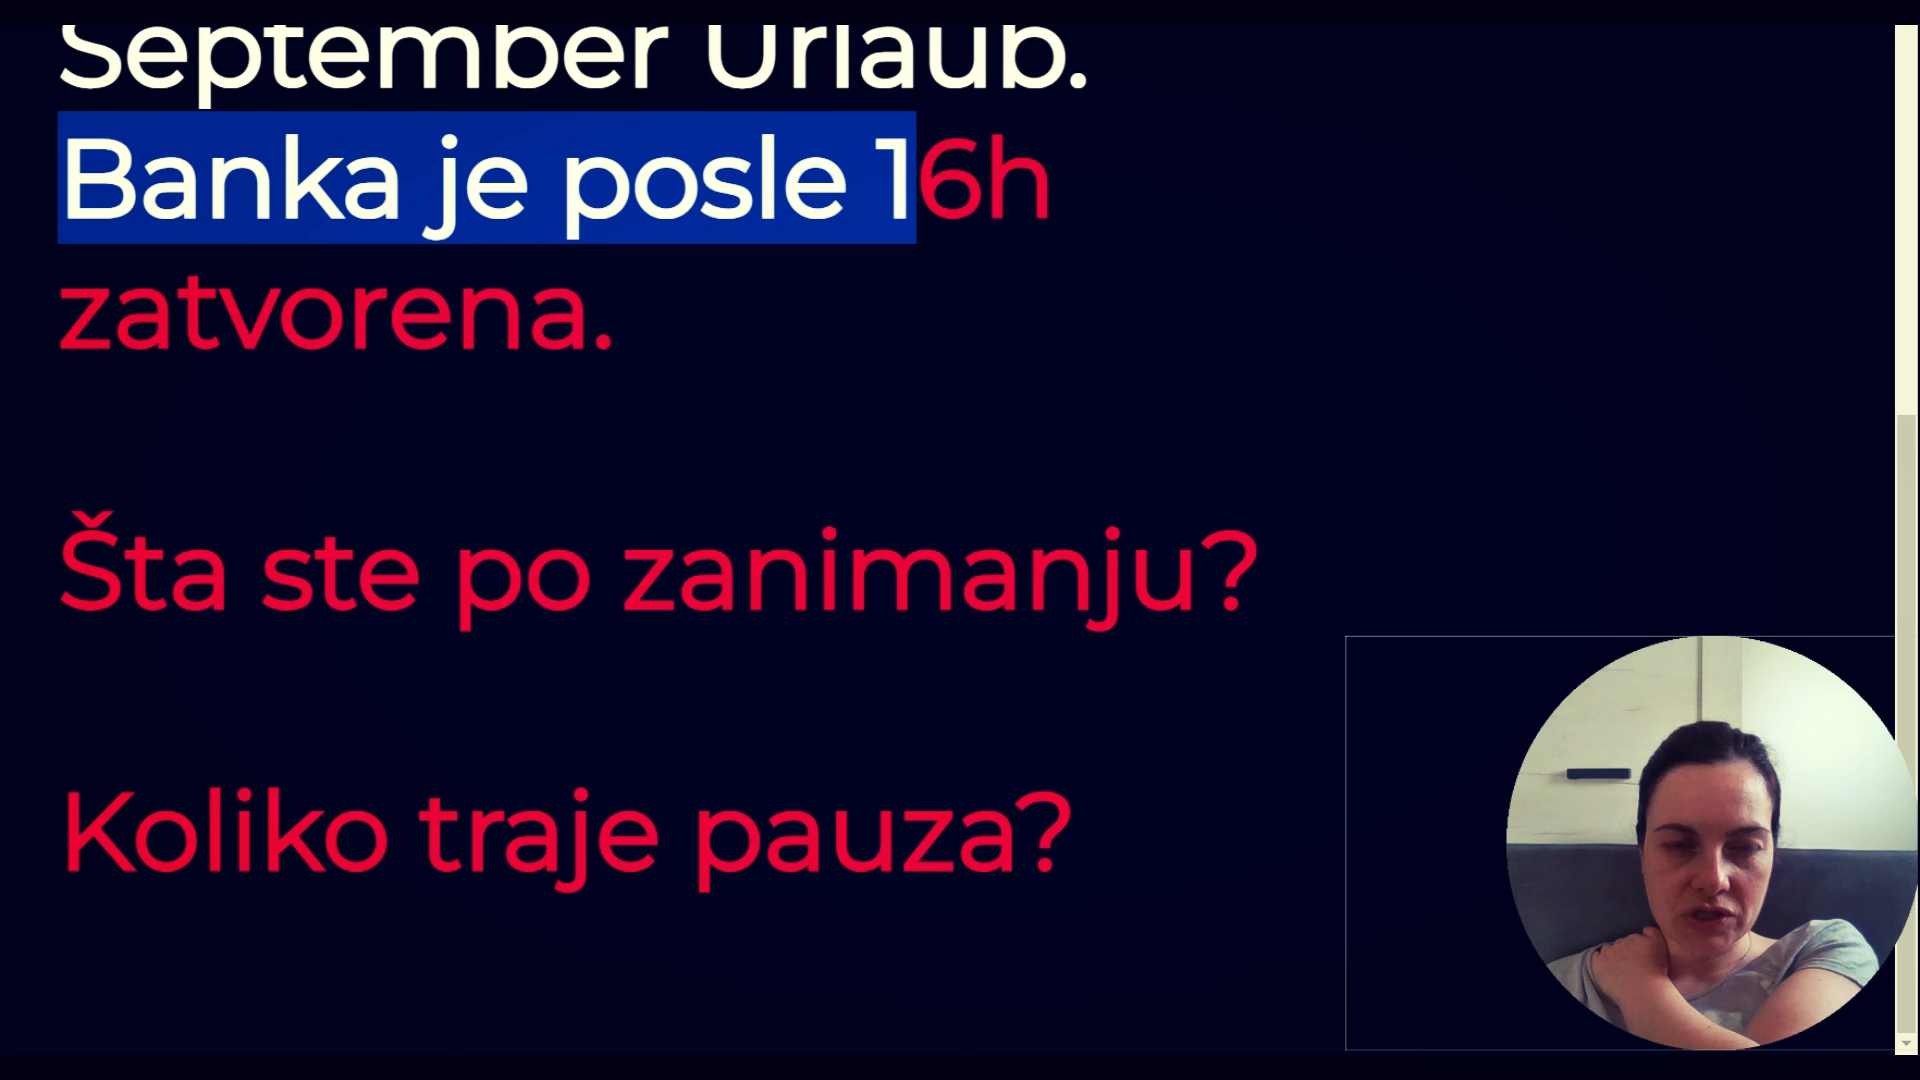 September Urlaub.
Banka je posle 16h
zatvorena.
Šta ste po zanimanju?
Koliko traje pauza?